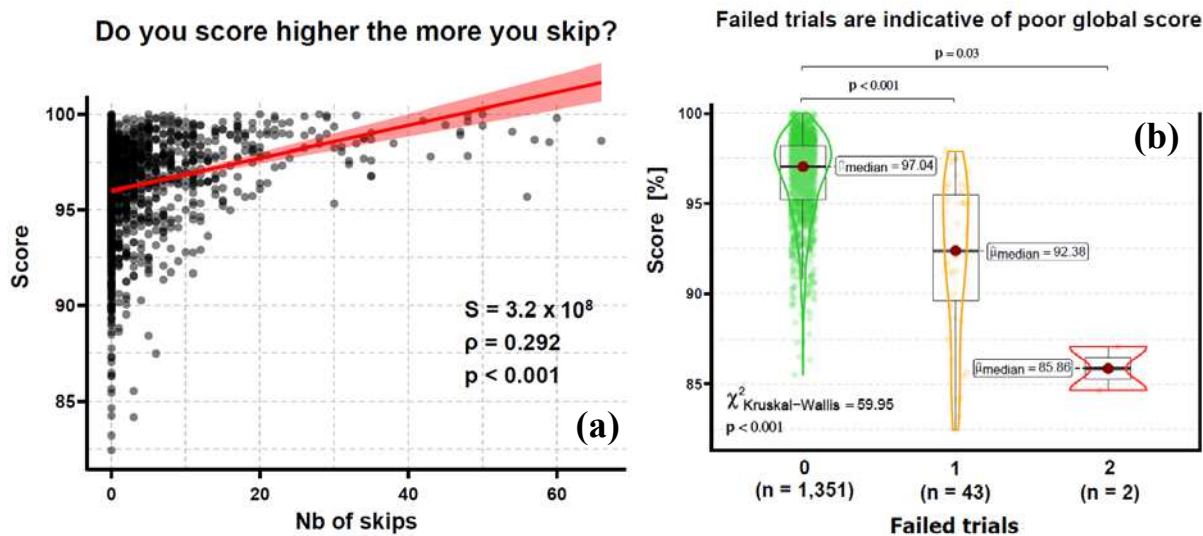 Do you score higher the more you skip?
100
95
90
85
Score
0
20
40
60
Nb of skips
S = 3.2 x 10⁸
ρ = 0.292
p < 0.001
(a)
Failed trials are indicative of poor global score
p = 0.03
p < 0.001
100
95
90
85
Score [%]
(b)
μ̂median = 97.04
μ̂median = 92.38
μ̂median = 85.86
χ²Kruskal−Wallis = 59.95
p < 0.001
0
(n = 1,351)
1
(n = 43)
2
(n = 2)
Failed trials